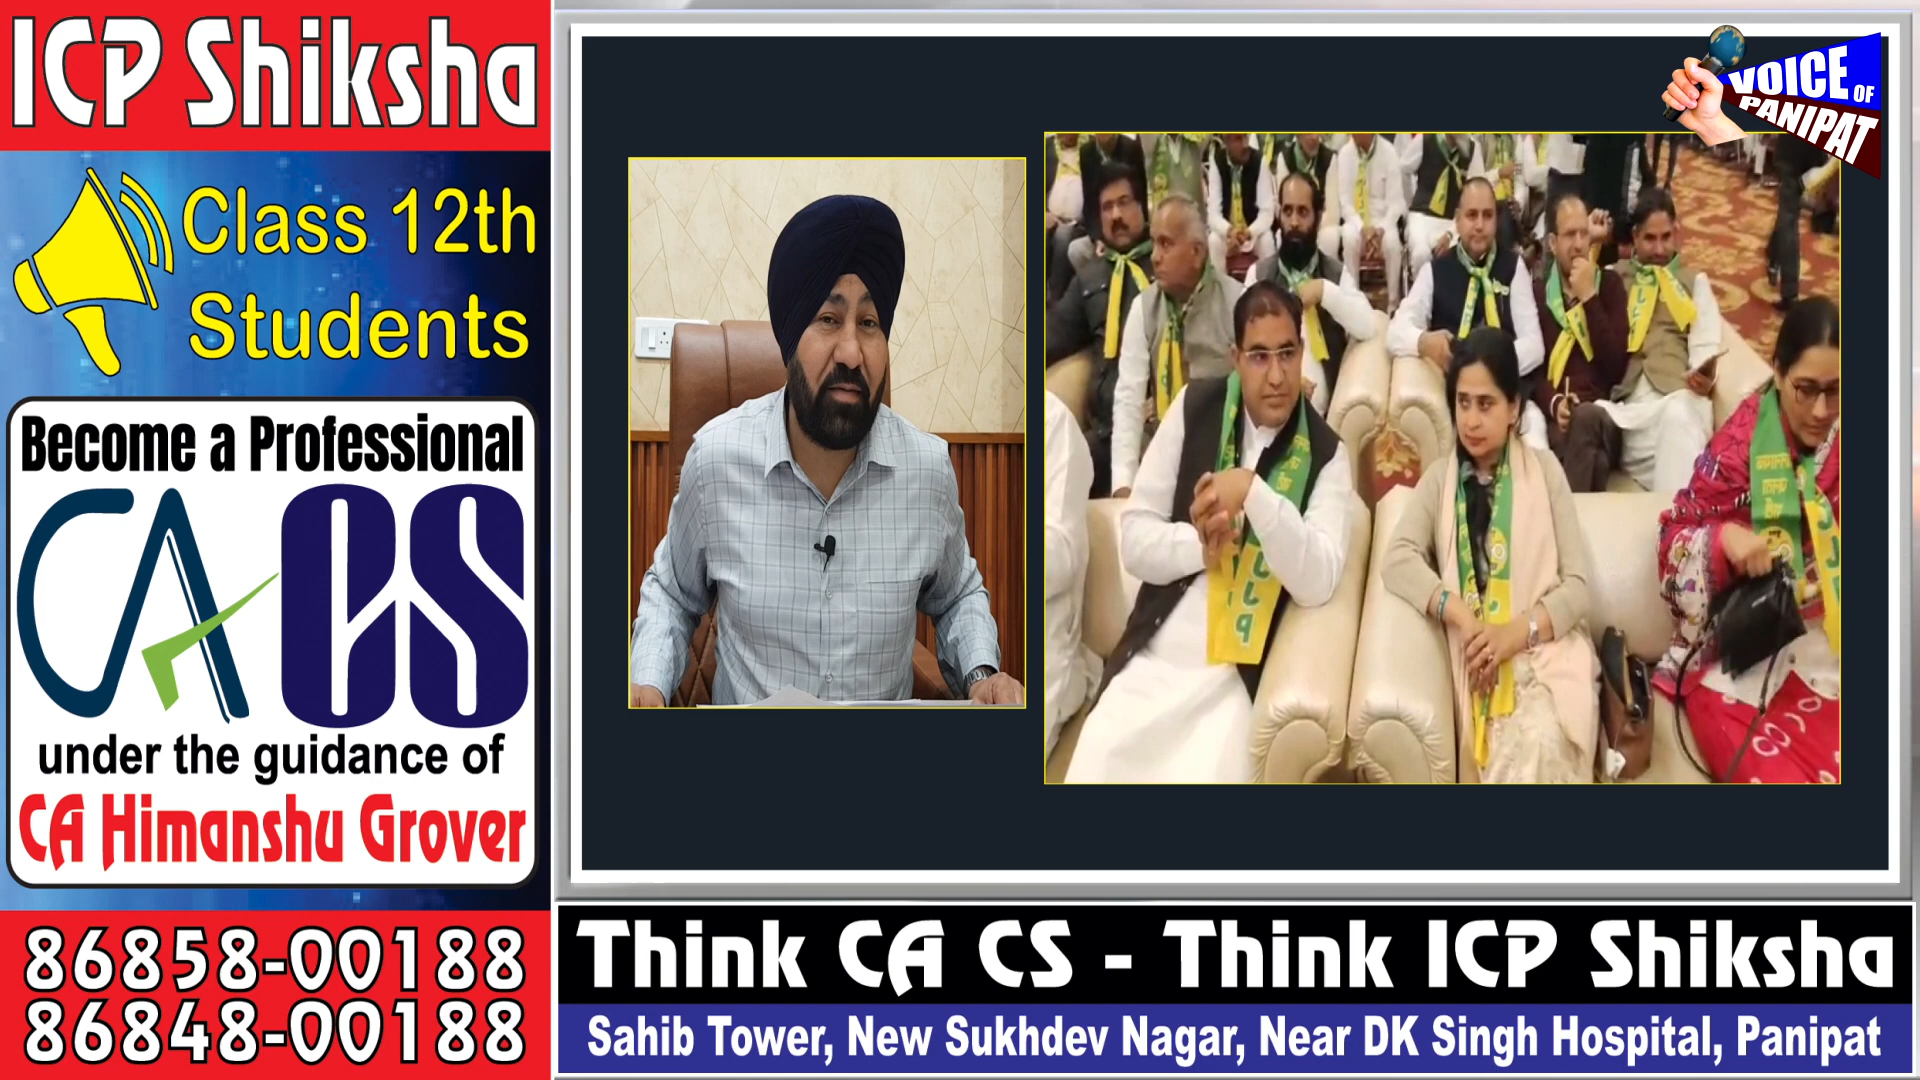 ICP Shiksha
Class 12th
Students
Become a Professional
CA CS
under the guidance of
CA Himanshu Grover
86858-00188
86848-00188
VOICE OF
PANIPAT
JJP
Think CA CS - Think ICP Shiksha
Sahib Tower, New Sukhdev Nagar, Near DK Singh Hospital, Panipat